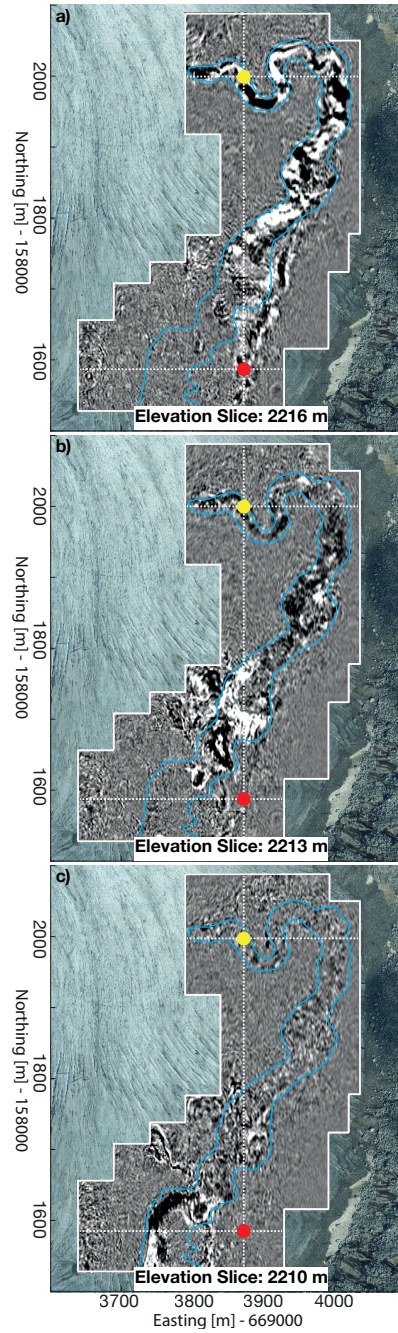 a)
2000
1800
1600
Northing [m] - 158000
Elevation Slice: 2216 m
b)
2000
1800
1600
Northing [m] - 158000
Elevation Slice: 2213 m
c)
2000
1800
1600
Northing [m] - 158000
Elevation Slice: 2210 m
3700 3800 3900 4000
Easting [m] - 669000